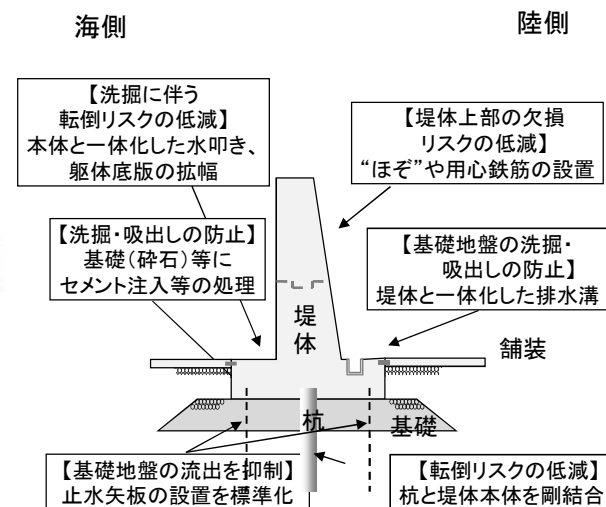 海側
陸側
【洗掘に伴う
転倒リスクの低減】
本体と一体化した水叩き、
躯体底版の拡幅
【堤体上部の欠損
リスクの低減】
“ほぞ”や用心鉄筋の設置
【洗掘・吸出しの防止】
基礎(砕石)等に
セメント注入等の処理
【基礎地盤の洗掘・
吸出しの防止】
堤体と一体化した排水溝
堤
体
舗装
杭
基礎
【基礎地盤の流出を抑制】
止水矢板の設置を標準化
【転倒リスクの低減】
杭と堤体本体を剛結合